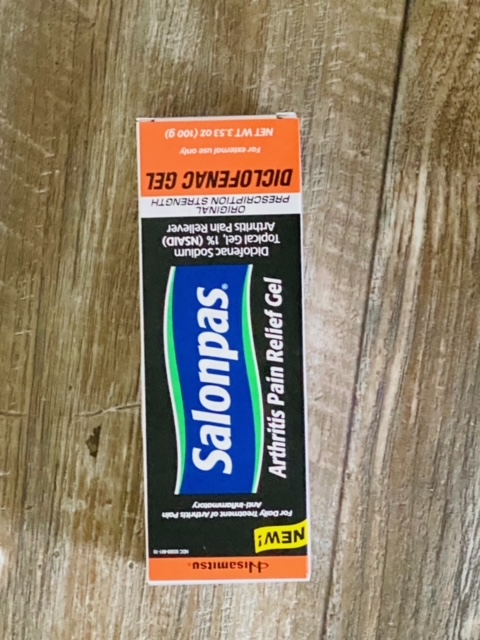 Hisamitsu®
NEW!
For Daily Treatment of Arthritis Pain
Anti-Inflammatory
Salonpas®
Arthritis Pain Relief Gel
Diclofenac Sodium
Topical Gel, 1% (NSAID)
Arthritis Pain Reliever
ORIGINAL
PRESCRIPTION STRENGTH
DICLOFENAC GEL
For external use only
NET WT 3.53 oz (100 g)